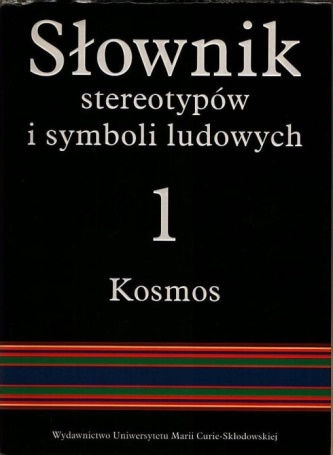 Słownik
stereotypów
i symboli ludowych
1
Kosmos
Wydawnictwo Uniwersytetu Marii Curie-Skłodowskiej